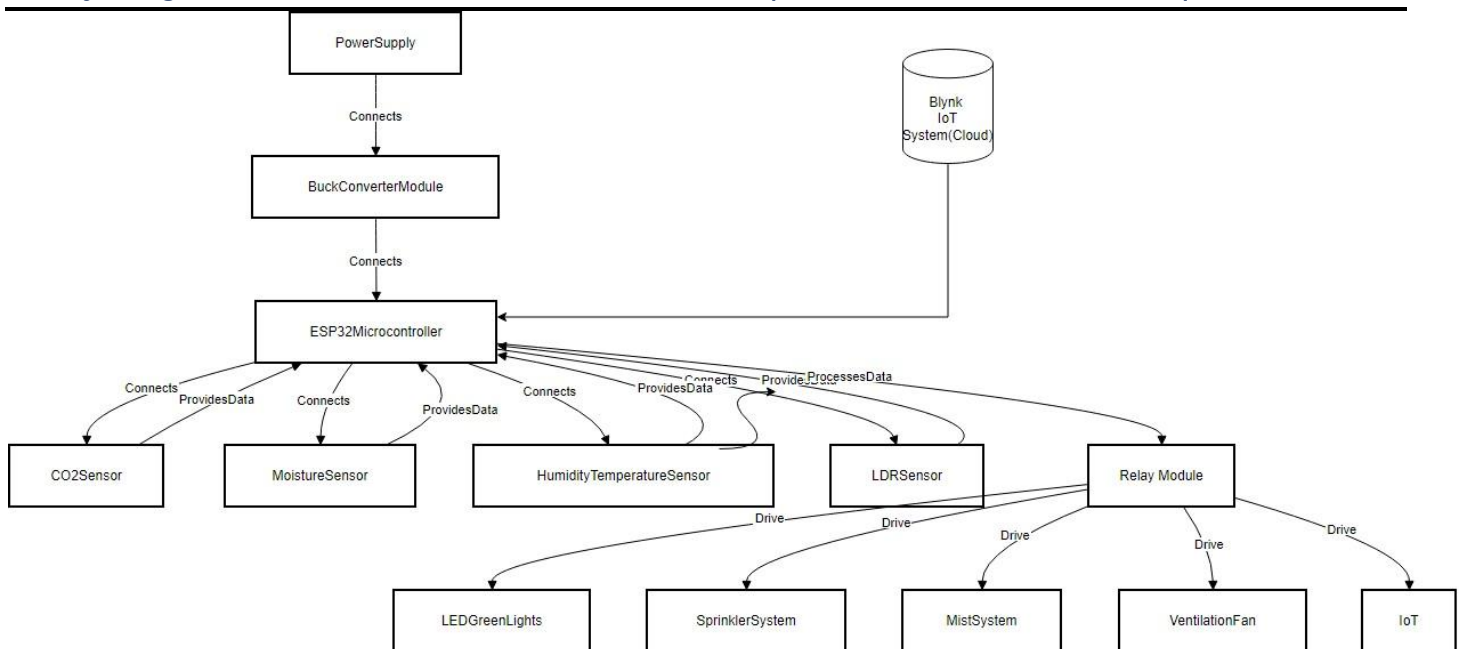 PowerSupply
Blynk
IoT
System(Cloud)
Connects
BuckConverterModule
Connects
ESP32Microcontroller
Connects
ProvidesData
Connects
ProvidesData
Connects
ProvidesData
Connects
ProvidesData
ProcessesData
CO2Sensor
MoistureSensor
HumidityTemperatureSensor
LDRSensor
Relay Module
Drive
Drive
Drive
Drive
Drive
LEDGreenLights
SprinklerSystem
MistSystem
VentilationFan
IoT